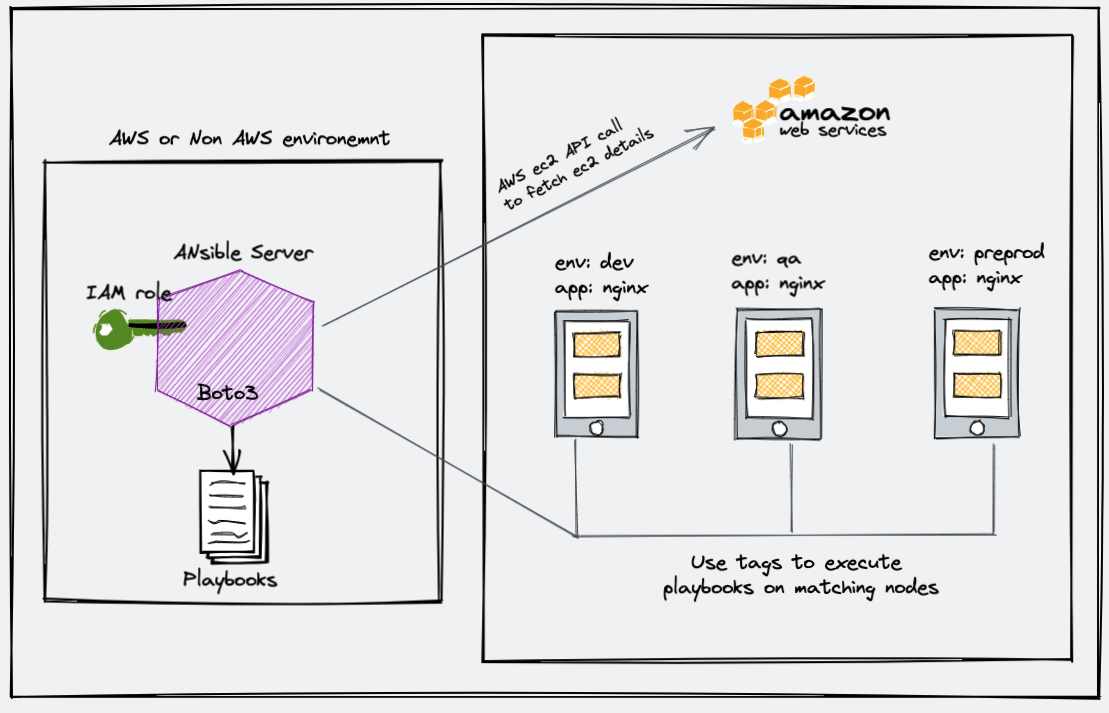 AWS or Non AWS environemnt
ANsible Server
IAM role
Boto3
Playbooks
AWS ec2 API call
to fetch ec2 details
amazon
web services
env: dev
app: nginx
env: qa
app: nginx
env: preprod
app: nginx
Use tags to execute
playbooks on matching nodes